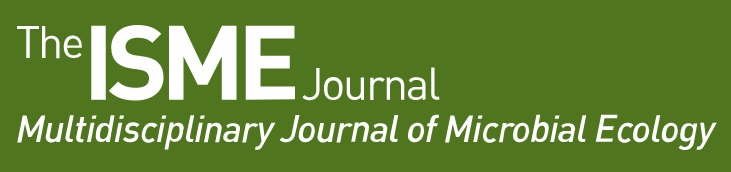 The ISME Journal
Multidisciplinary Journal of Microbial Ecology